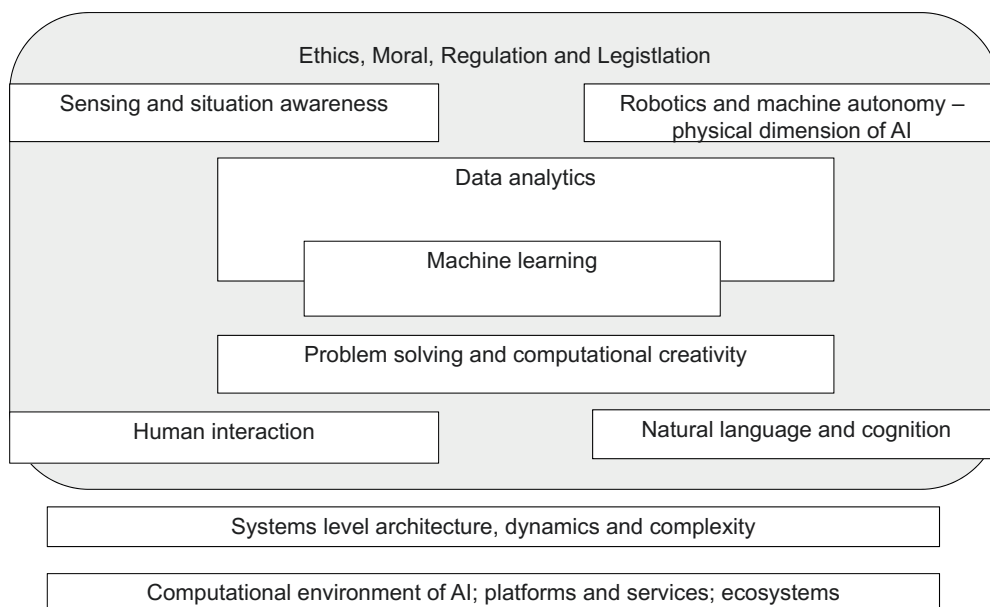 Ethics, Moral, Regulation and Legistlation
Sensing and situation awareness
Robotics and machine autonomy –
physical dimension of AI
Data analytics
Machine learning
Problem solving and computational creativity
Human interaction
Natural language and cognition
Systems level architecture, dynamics and complexity
Computational environment of AI; platforms and services; ecosystems